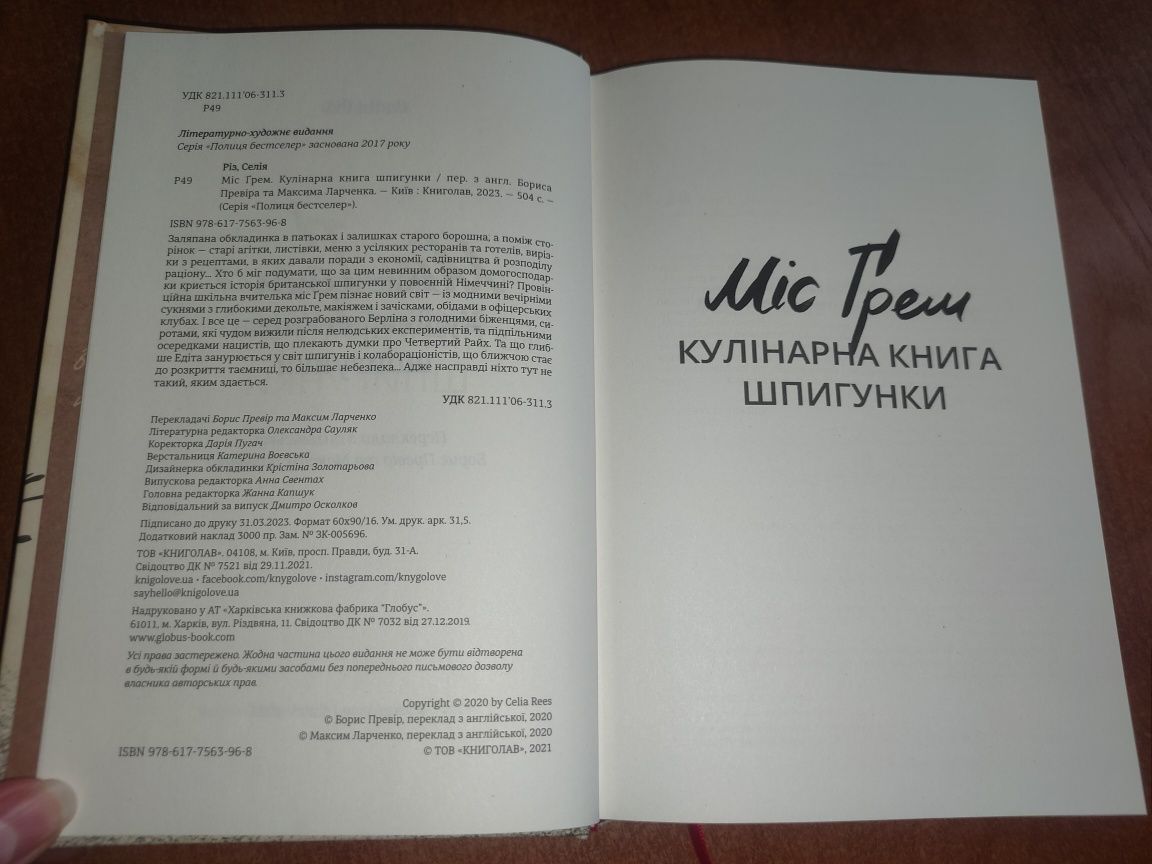 УДК 821.111'06-311.3
Р49
Літературно-художнє видання
Серія «Полиця бестселер» заснована 2017 року
Різ, Селія
Р49 Міс Ґрем. Кулінарна книга шпигунки / пер. з англ. Бориса
Превіра та Максима Ларченка. — Київ : Книголав, 2023. — 504 с. —
(Серія «Полиця бестселер»).
ISBN 978-617-7563-96-8
Заляпана обкладинка в патьоках і залишках старого борошна, а поміж сто-
рінок — старі агітки, листівки, меню з усіляких ресторанів та готелів, виріз-
ки з рецептами, в яких давали поради з економії, садівництва й розподілу
раціону... Хто б міг подумати, що за цим невинним образом домогосподар-
ки криється історія британської шпигунки у повоєнній Німеччині? Провін-
ційна шкільна вчителька міс Ґрем пізнає новий світ — із модними вечірніми
сукнями з глибокими декольте, макіяжем і зачісками, обідами в офіцерських
клубах. І все це — серед розграбованого Берліна з голодними біженцями, си-
ротами, які чудом вижили після нелюдських експериментів, та підпільними
осередками нацистів, що плекають думки про Четвертий Райх. Та що глиб-
ше Едіта занурюється у світ шпигунів і колабораціоністів, що ближчою стає
до розкриття таємниці, то більшає небезпека... Адже насправді ніхто тут не
такий, яким здається.
УДК 821.111'06-311.3
Перекладачі Борис Превір та Максим Ларченко
Літературна редакторка Олександра Сауляк
Коректорка Дарія Пугач
Верстальниця Катерина Воєвська
Дизайнерка обкладинки Крістіна Золотарьова
Випускова редакторка Анна Свентах
Головна редакторка Жанна Капшук
Відповідальний за випуск Дмитро Осколков
Підписано до друку 31.03.2023. Формат 60х90/16. Ум. друк. арк. 31,5.
Додатковий наклад 3000 пр. Зам. № ЗК-005696.
ТОВ «КНИГОЛАВ». 04108, м. Київ, просп. Правди, буд. 31-А.
Свідоцтво ДК № 7521 від 29.11.2021.
knigolove.ua • facebook.com/knygolove • instagram.com/knygolove
sayhello@knigolove.ua
Надруковано у АТ «Харківська книжкова фабрика "Глобус"».
61011, м. Харків, вул. Різдвяна, 11. Свідоцтво ДК № 7032 від 27.12.2019.
www.globus-book.com
Усі права застережено. Жодна частина цього видання не може бути відтворена
в будь-якій формі й будь-якими засобами без попереднього письмового дозволу
власника авторських прав.
Copyright © 2020 by Celia Rees
© Борис Превір, переклад з англійської, 2020
© Максим Ларченко, переклад з англійської, 2020
ISBN 978-617-7563-96-8 © ТОВ «КНИГОЛАВ», 2021
Міс Ґрем
КУЛІНАРНА КНИГА
ШПИГУНКИ